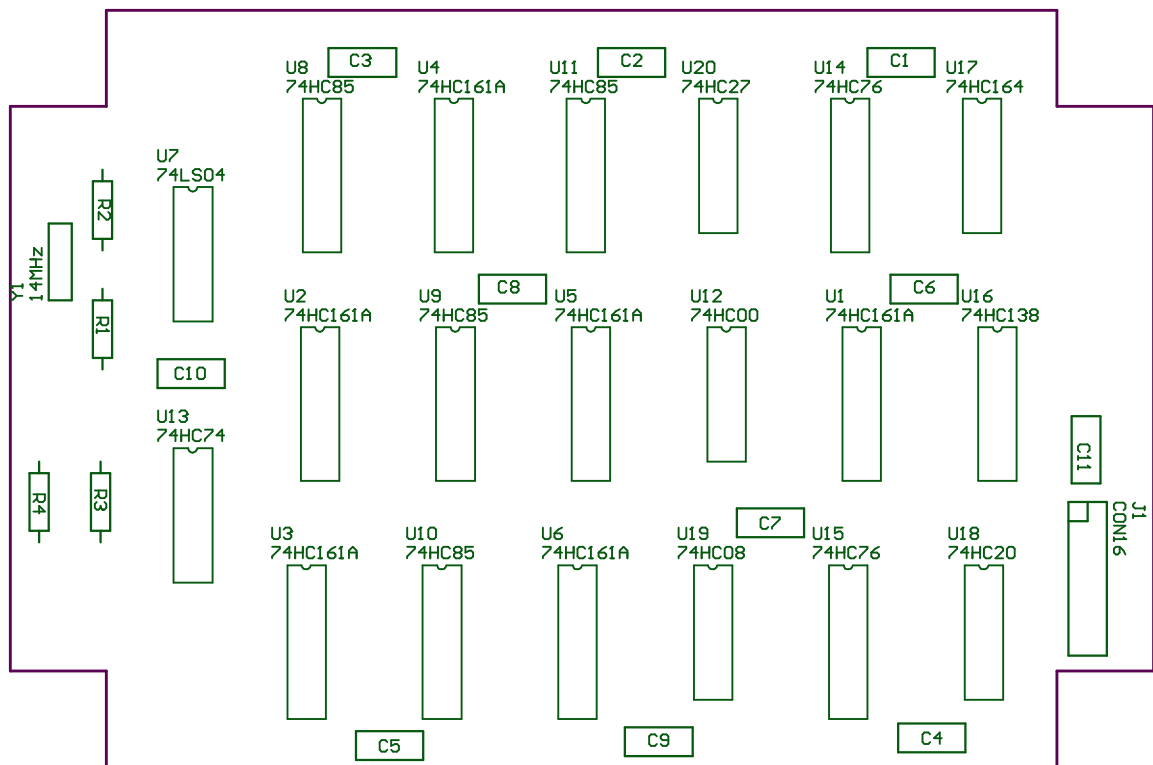 C3
C2
C1
U8
74HC85
U4
74HC161A
U11
74HC85
U20
74HC27
U14
74HC76
U17
74HC164
U7
74LS04
R2
Y1
14MHz
R1
C8
C6
U2
74HC161A
U9
74HC85
U5
74HC161A
U12
74HC00
U1
74HC161A
U16
74HC138
C10
U13
74HC74
C11
R4
R3
C7
J1
CON16
U3
74HC161A
U10
74HC85
U6
74HC161A
U19
74HC08
U15
74HC76
U18
74HC20
C5
C9
C4